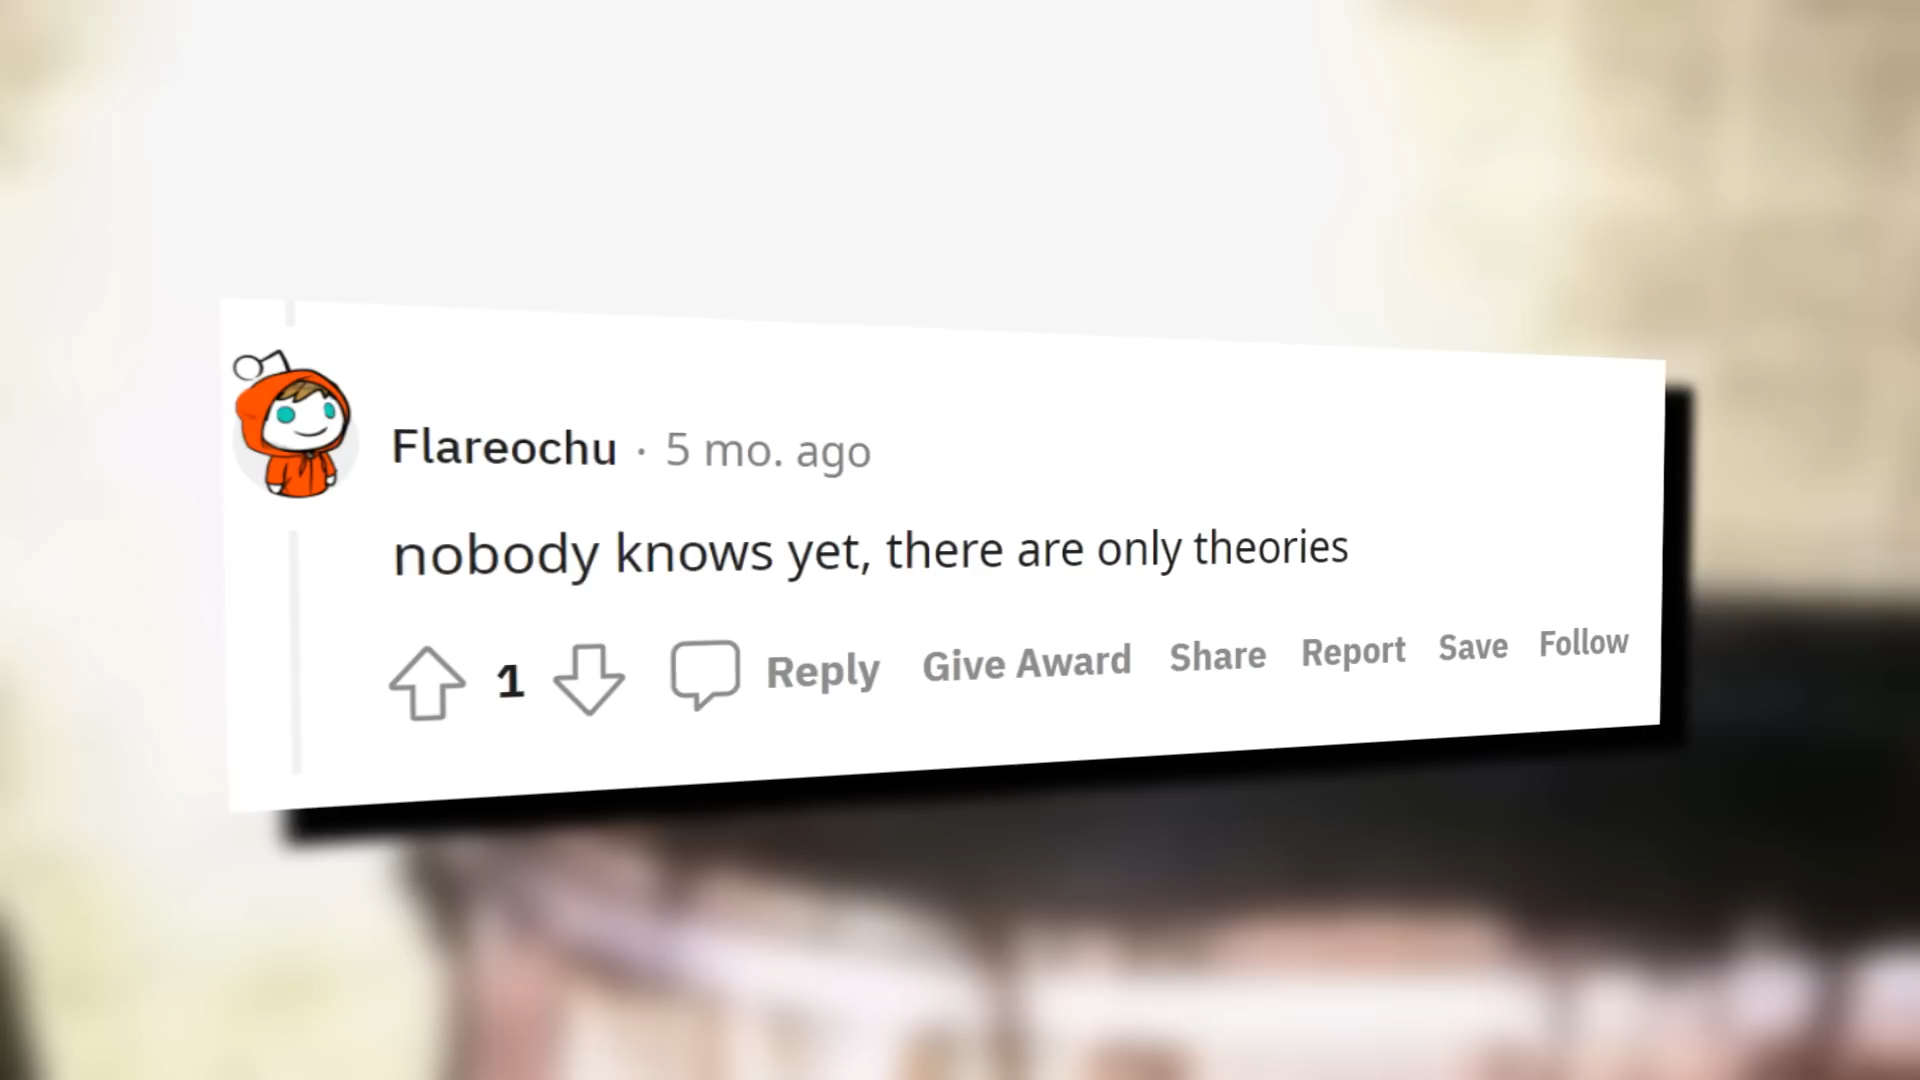 Flareochu · 5 mo. ago
nobody knows yet, there are only theories
1 Reply Give Award Share Report Save Follow